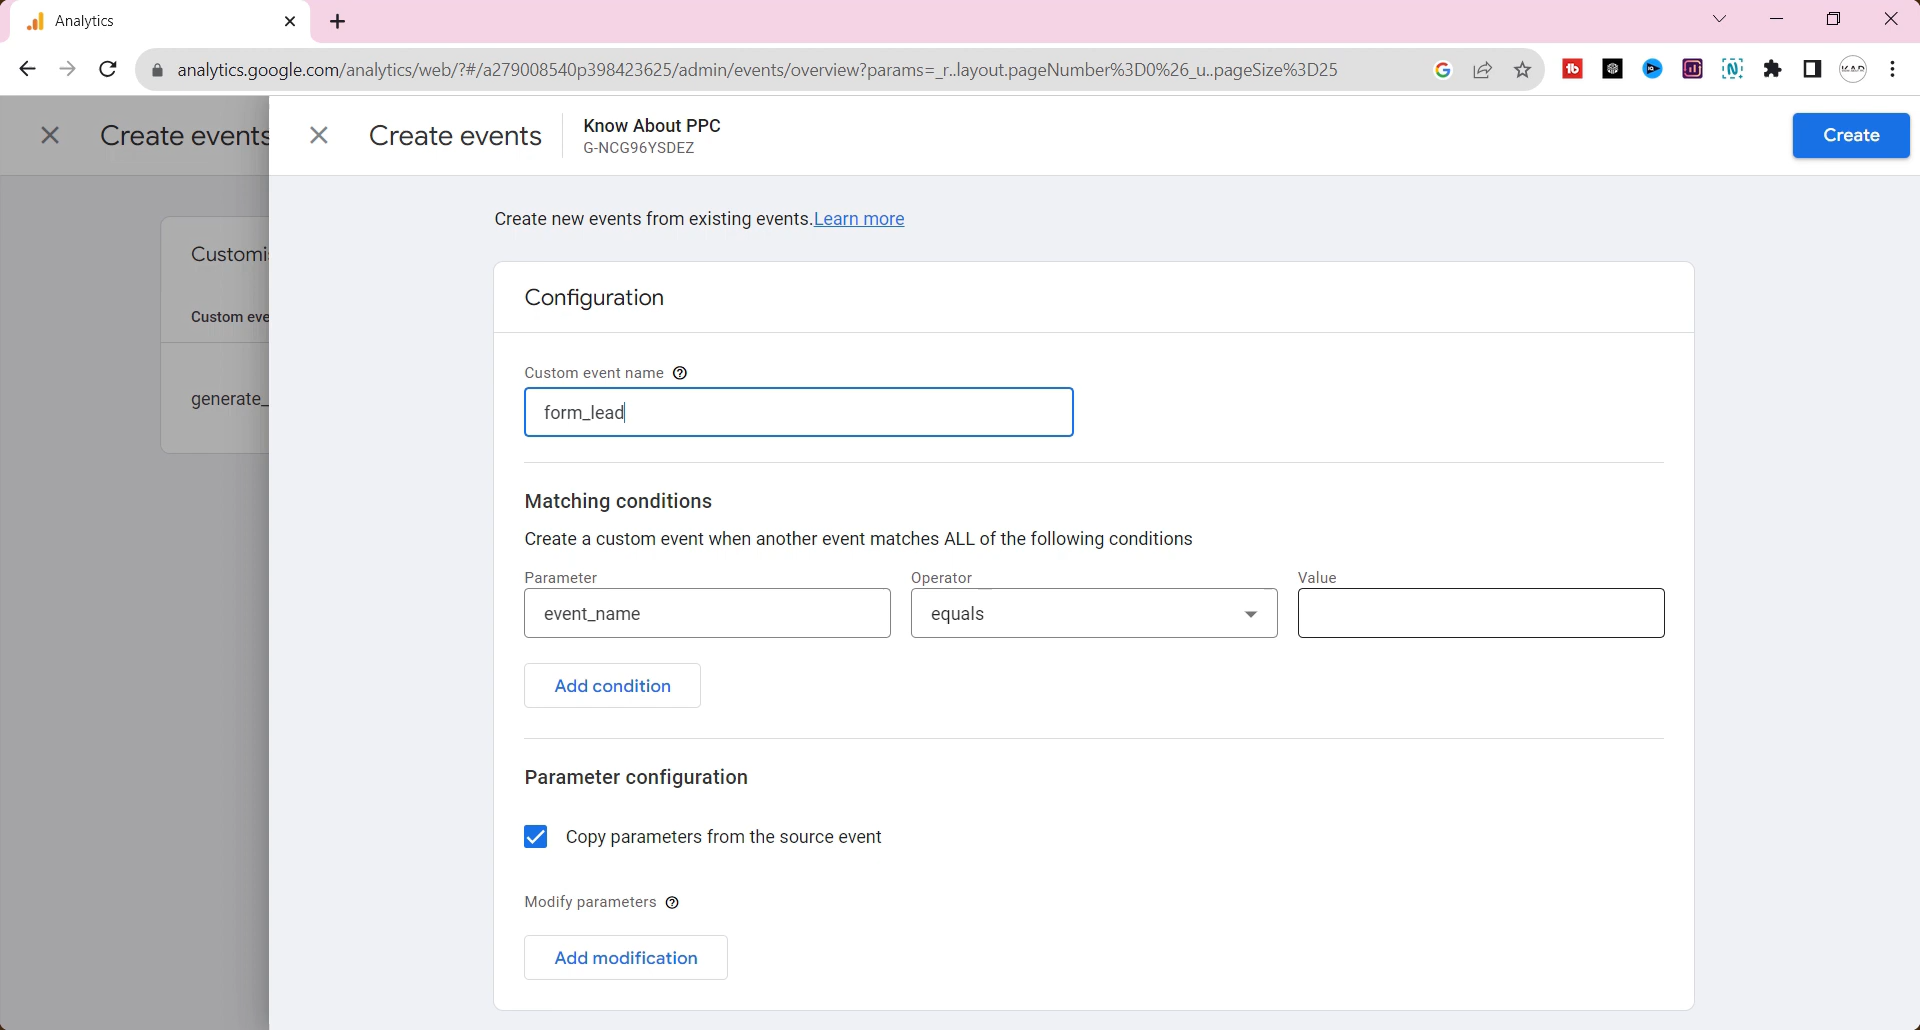 Analytics
analytics.google.com/analytics/web/?#/a279008540p398423625/admin/events/overview?params=_r..layout.pageNumber%3D0%26_u..pageSize%3D25
Create events
Create events
Know About PPC
G-NCG96YSDEZ
Create
Create new events from existing events.Learn more
Customi
Custom eve
generate_
Configuration
Custom event name
form_lead
Matching conditions
Create a custom event when another event matches ALL of the following conditions
Parameter Operator Value
event_name equals
Add condition
Parameter configuration
Copy parameters from the source event
Modify parameters
Add modification